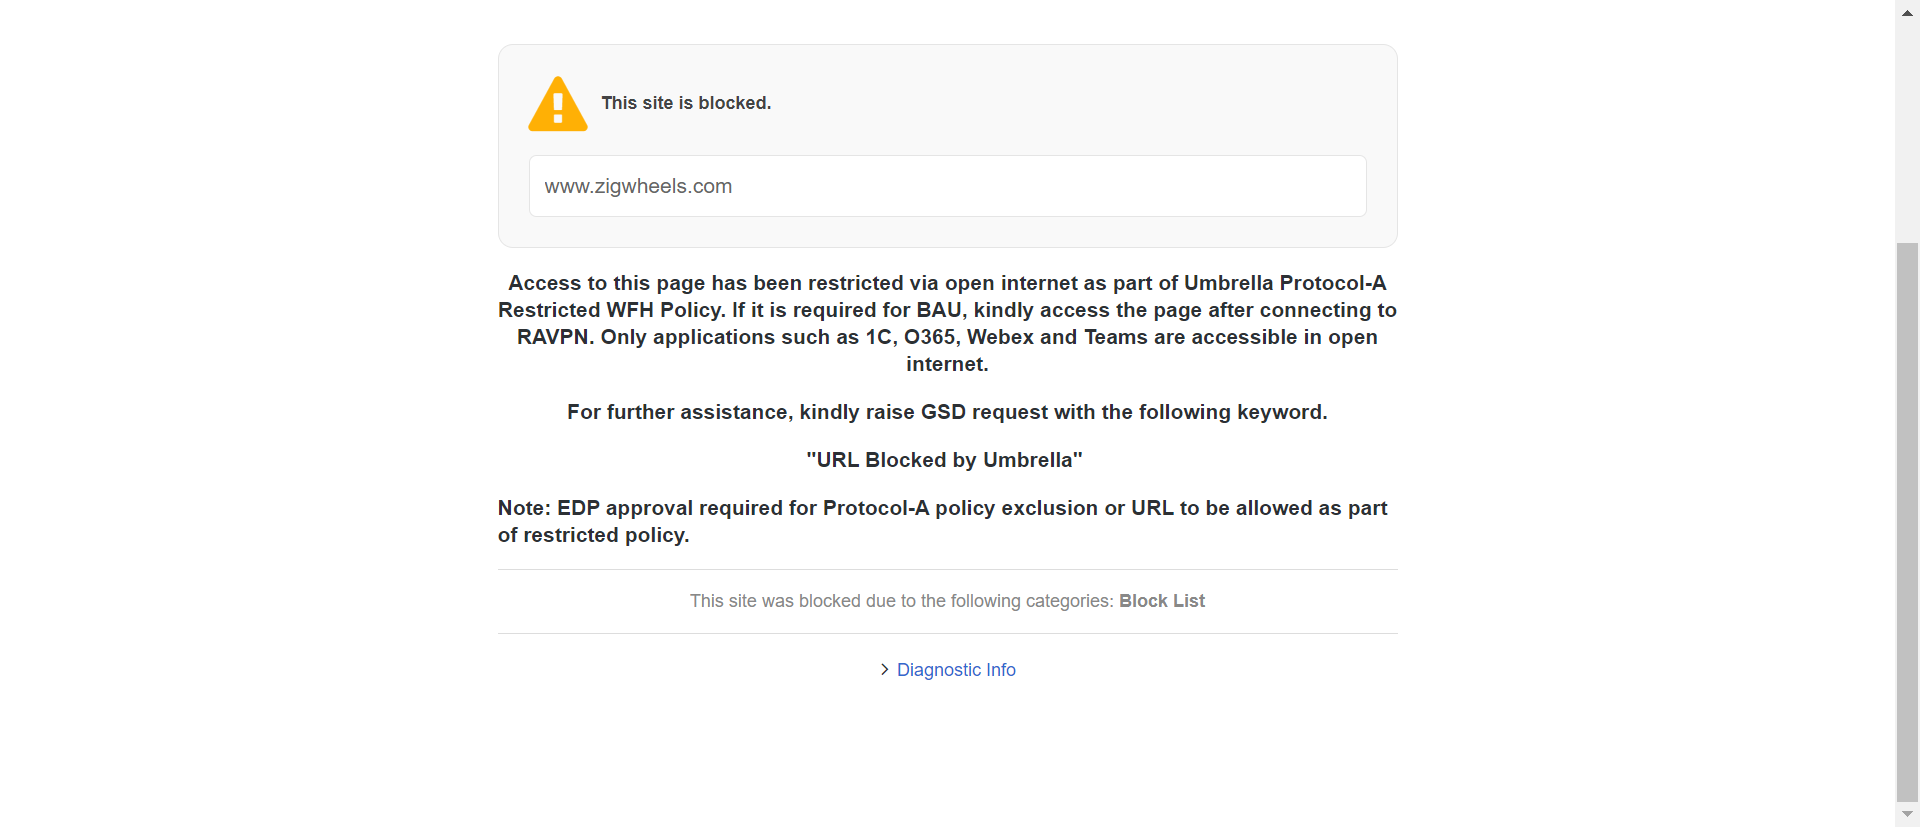 This site is blocked.
www.zigwheels.com
Access to this page has been restricted via open internet as part of Umbrella Protocol-A
Restricted WFH Policy. If it is required for BAU, kindly access the page after connecting to
RAVPN. Only applications such as 1C, O365, Webex and Teams are accessible in open
internet.
For further assistance, kindly raise GSD request with the following keyword.
"URL Blocked by Umbrella"
Note: EDP approval required for Protocol-A policy exclusion or URL to be allowed as part
of restricted policy.
This site was blocked due to the following categories: Block List
Diagnostic Info